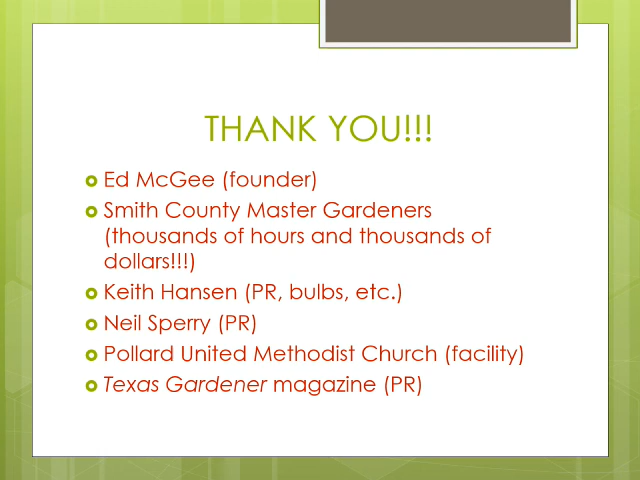 THANK YOU!!!
Ed McGee (founder)
Smith County Master Gardeners
(thousands of hours and thousands of
dollars!!!)
Keith Hansen (PR, bulbs, etc.)
Neil Sperry (PR)
Pollard United Methodist Church (facility)
Texas Gardener magazine (PR)